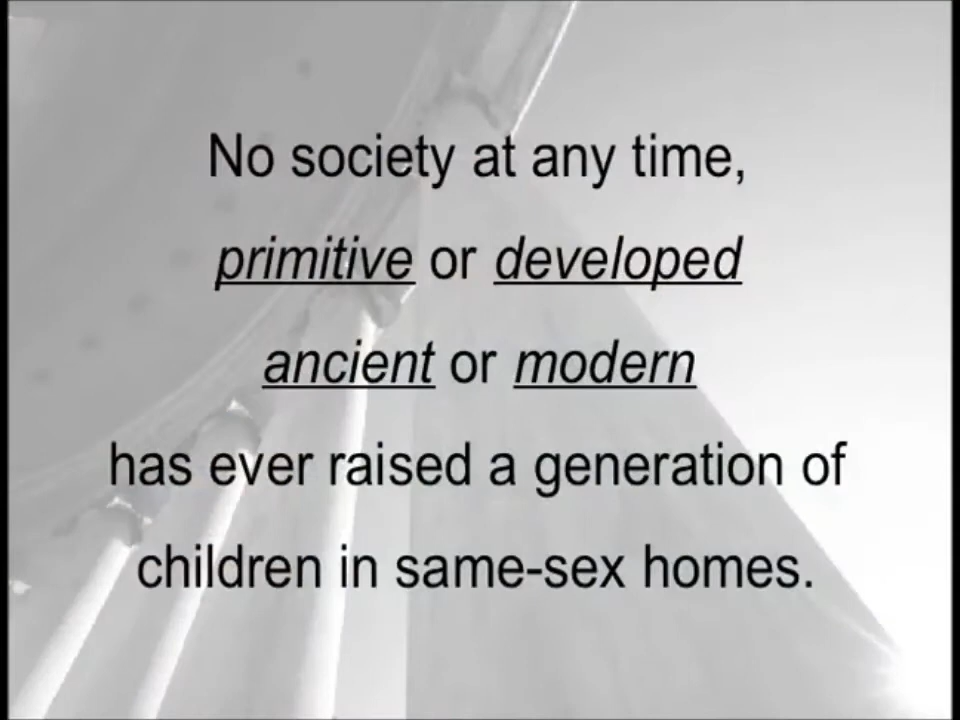 No society at any time,
primitive or developed
ancient or modern
has ever raised a generation of
children in same-sex homes.